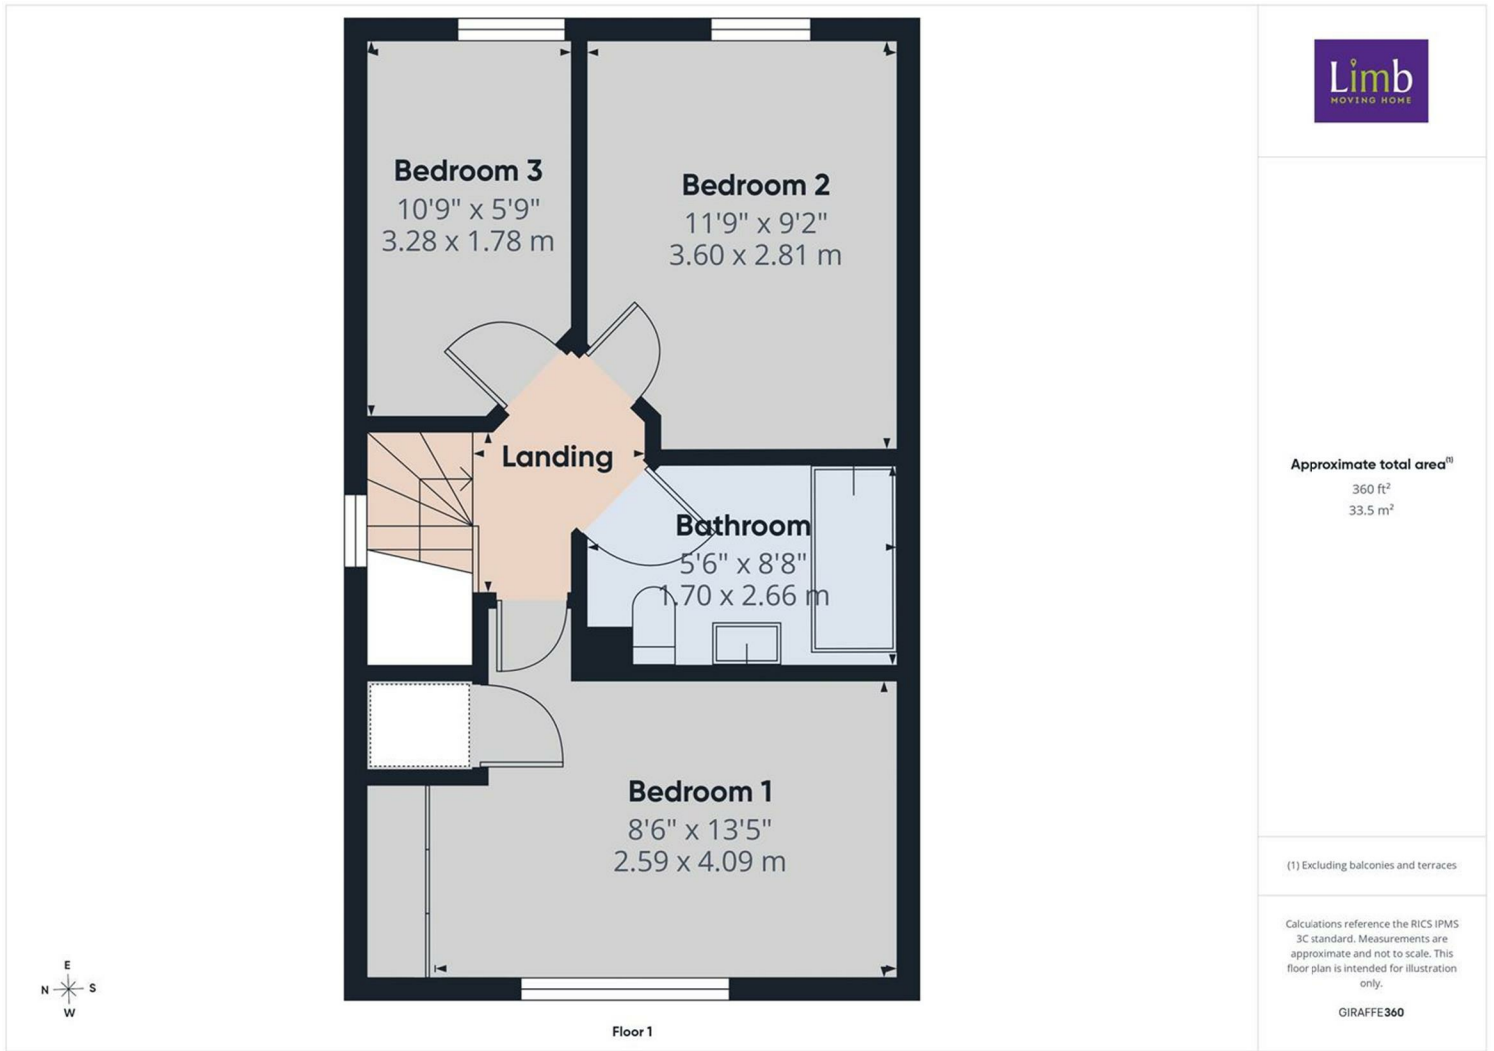 Bedroom 3
10'9" x 5'9"
3.28 x 1.78 m
Bedroom 2
11'9" x 9'2"
3.60 x 2.81 m
Landing
Bathroom
5'6" x 8'8"
1.70 x 2.66 m
Bedroom 1
8'6" x 13'5"
2.59 x 4.09 m
E
N S
W
Floor 1
Limb
MOVING HOME
Approximate total area(1)
360 ft²
33.5 m²
(1) Excluding balconies and terraces
Calculations reference the RICS IPMS
3C standard. Measurements are
approximate and not to scale. This
floor plan is intended for illustration
only.
GIRAFFE360